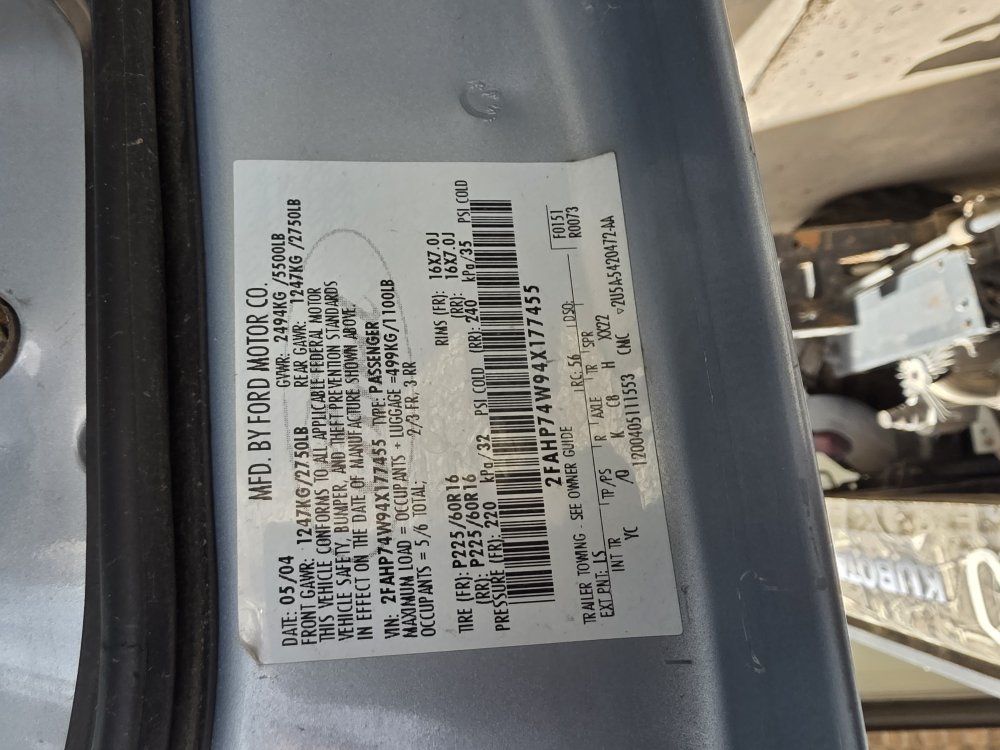 MFD. BY FORD MOTOR CO.
DATE: 05/04 GVWR: 2494KG /5500LB
FRONT GAWR: 1247KG/2750LB REAR GAWR: 1247KG /2750LB
THIS VEHICLE CONFORMS TO ALL APPLICABLE FEDERAL MOTOR
VEHICLE SAFETY, BUMPER, AND THEFT PREVENTION STANDARDS
IN EFFECT ON THE DATE OF MANUFACTURE SHOWN ABOVE
VIN: 2FAHP74W94X177455 TYPE: PASSENGER
MAXIMUM LOAD = OCCUPANTS + LUGGAGE =499KG/1100LB
OCCUPANTS = 5/6 TOTAL; 2/3 FR, 3 RR
TIRE (FR): P225/60R16 RIMS (FR): 16X7.0J
(RR): P225/60R16 (RR): 16X7.0J
PRESSURE (FR): 220 kPa/32 PSI COLD (RR): 240 kPa/35 PSI COLD
2FAHP74W94X177455
TRAILER TOWING - SEE OWNER GUIDE
F0151
R0073
EXT PENT: LS RC: 56 DSO:
INT TR TP/PS R AXLE TR SPR
YC /0 K C8 H XX22
17200405111553 CMC √2U5A-5420472-AA
KUBOT